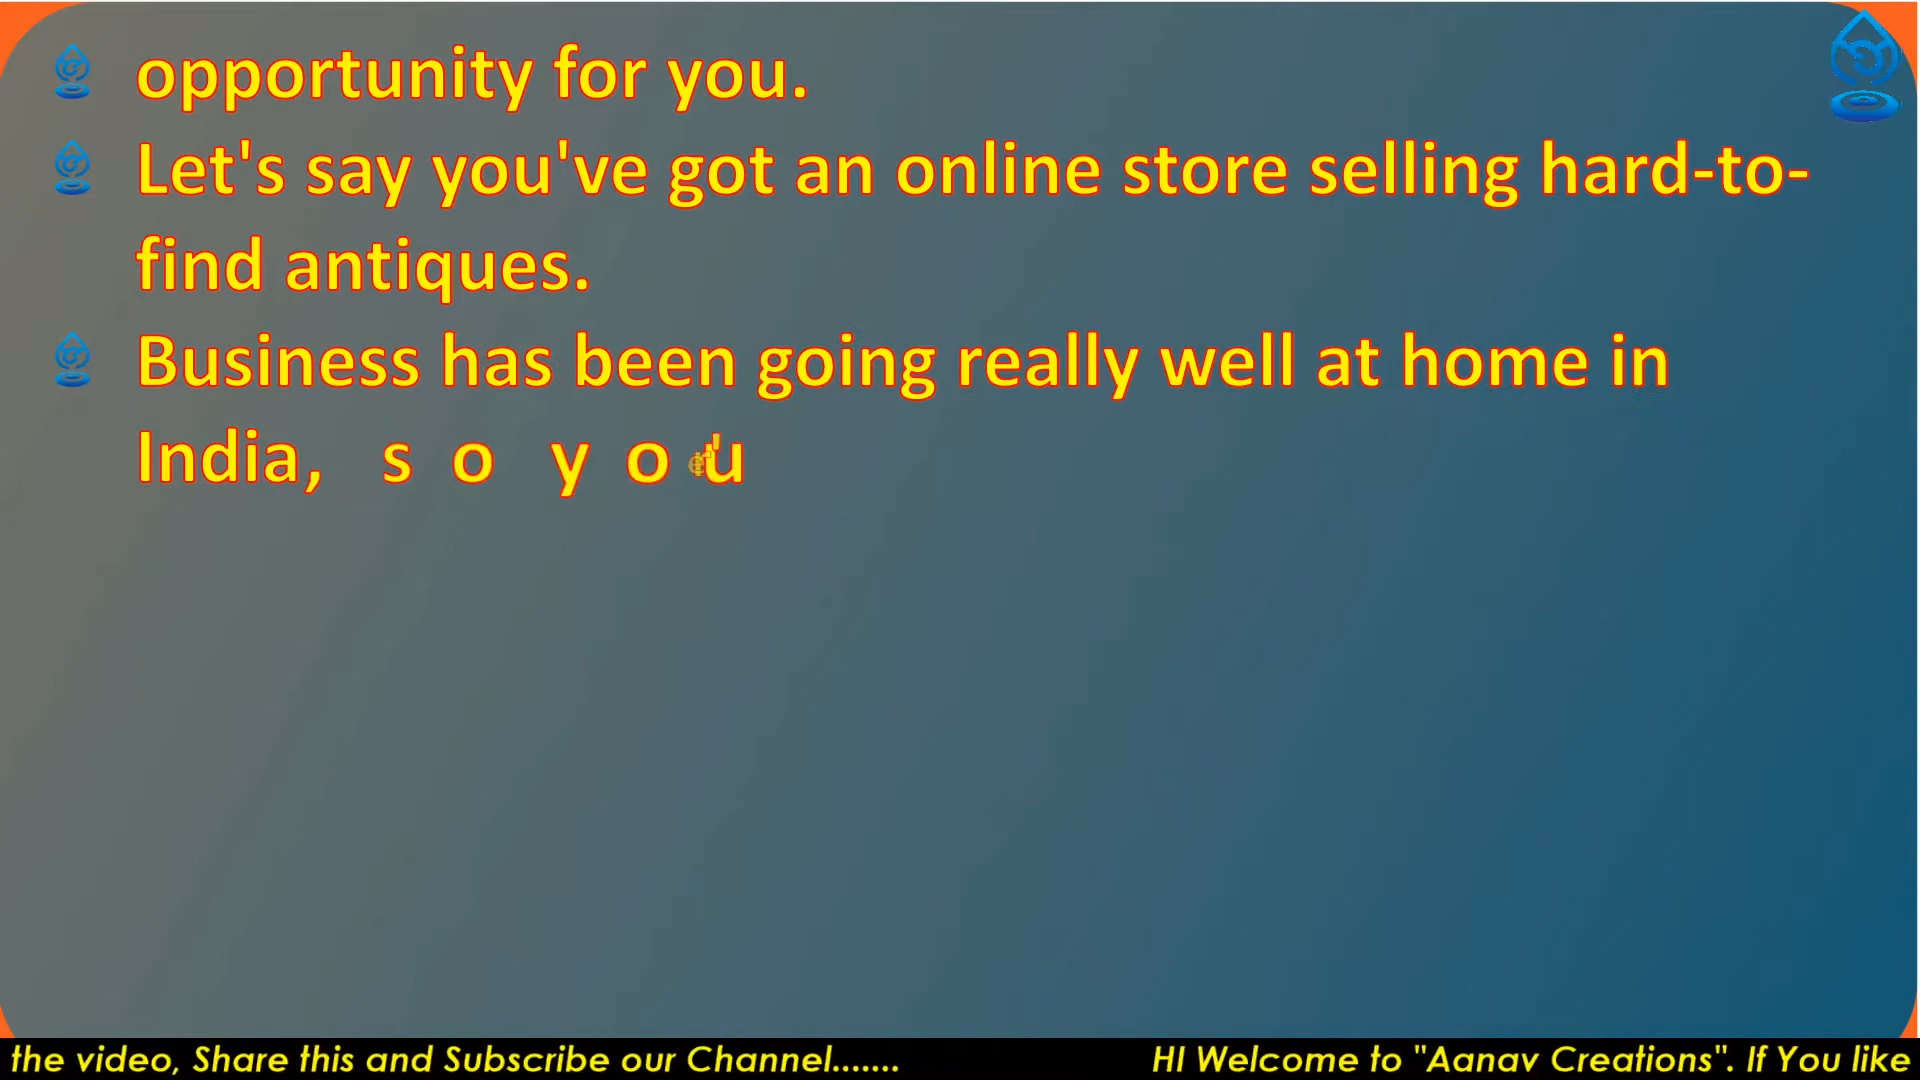 opportunity for you.
Let's say you've got an online store selling hard-to-
find antiques.
Business has been going really well at home in
India, so you
the video, Share this and Subscribe our Channel....... HI Welcome to "Aanav Creations". If You like